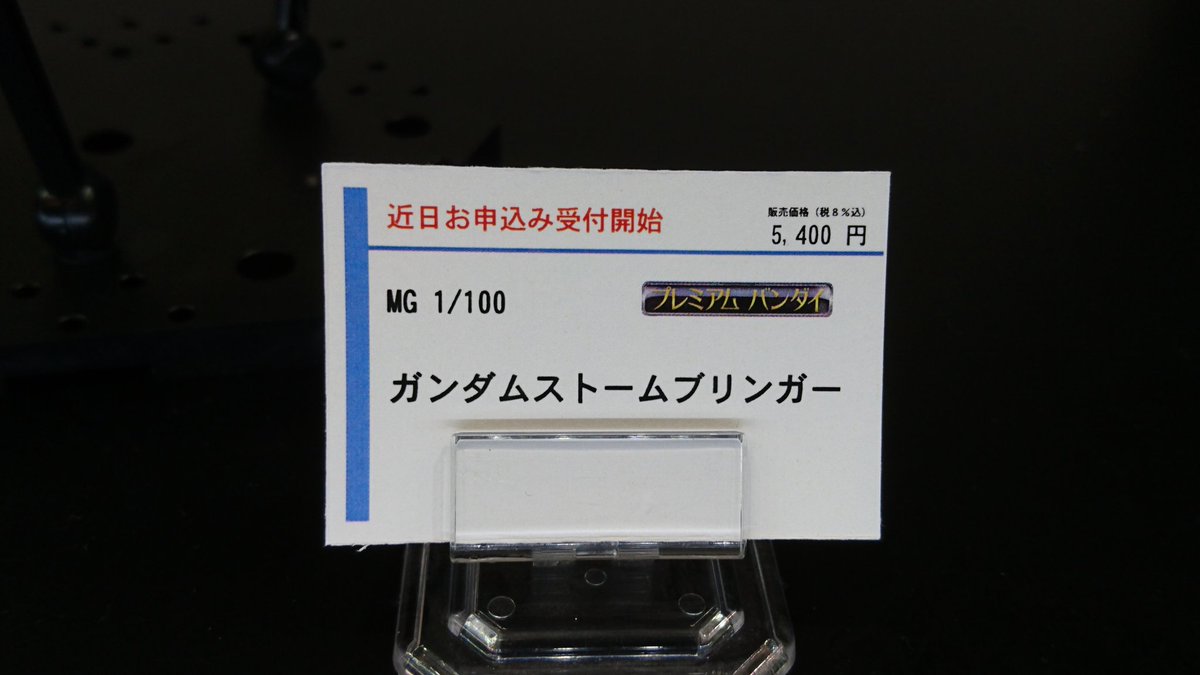 近日お申込み受付開始
販売価格（税8%込）
5,400 円
MG 1/100
プレミアム バンダイ
ガンダムストームブリンガー